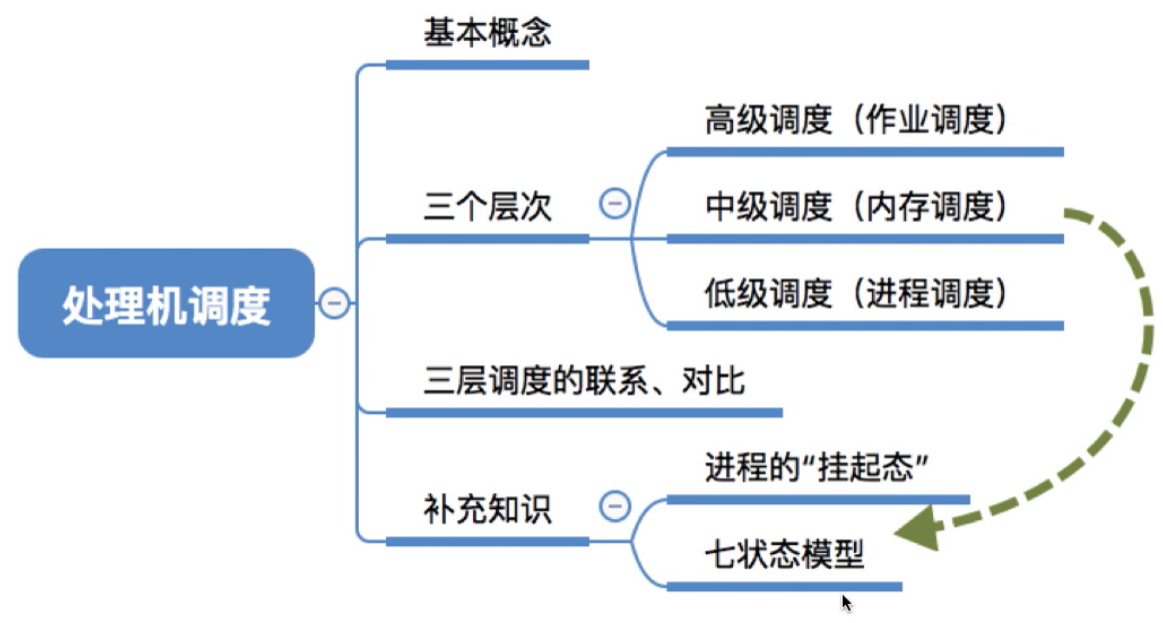 基本概念
高级调度（作业调度）
三个层次
中级调度（内存调度）
低级调度（进程调度）
处理机调度
三层调度的联系、对比
进程的“挂起态”
补充知识
七状态模型